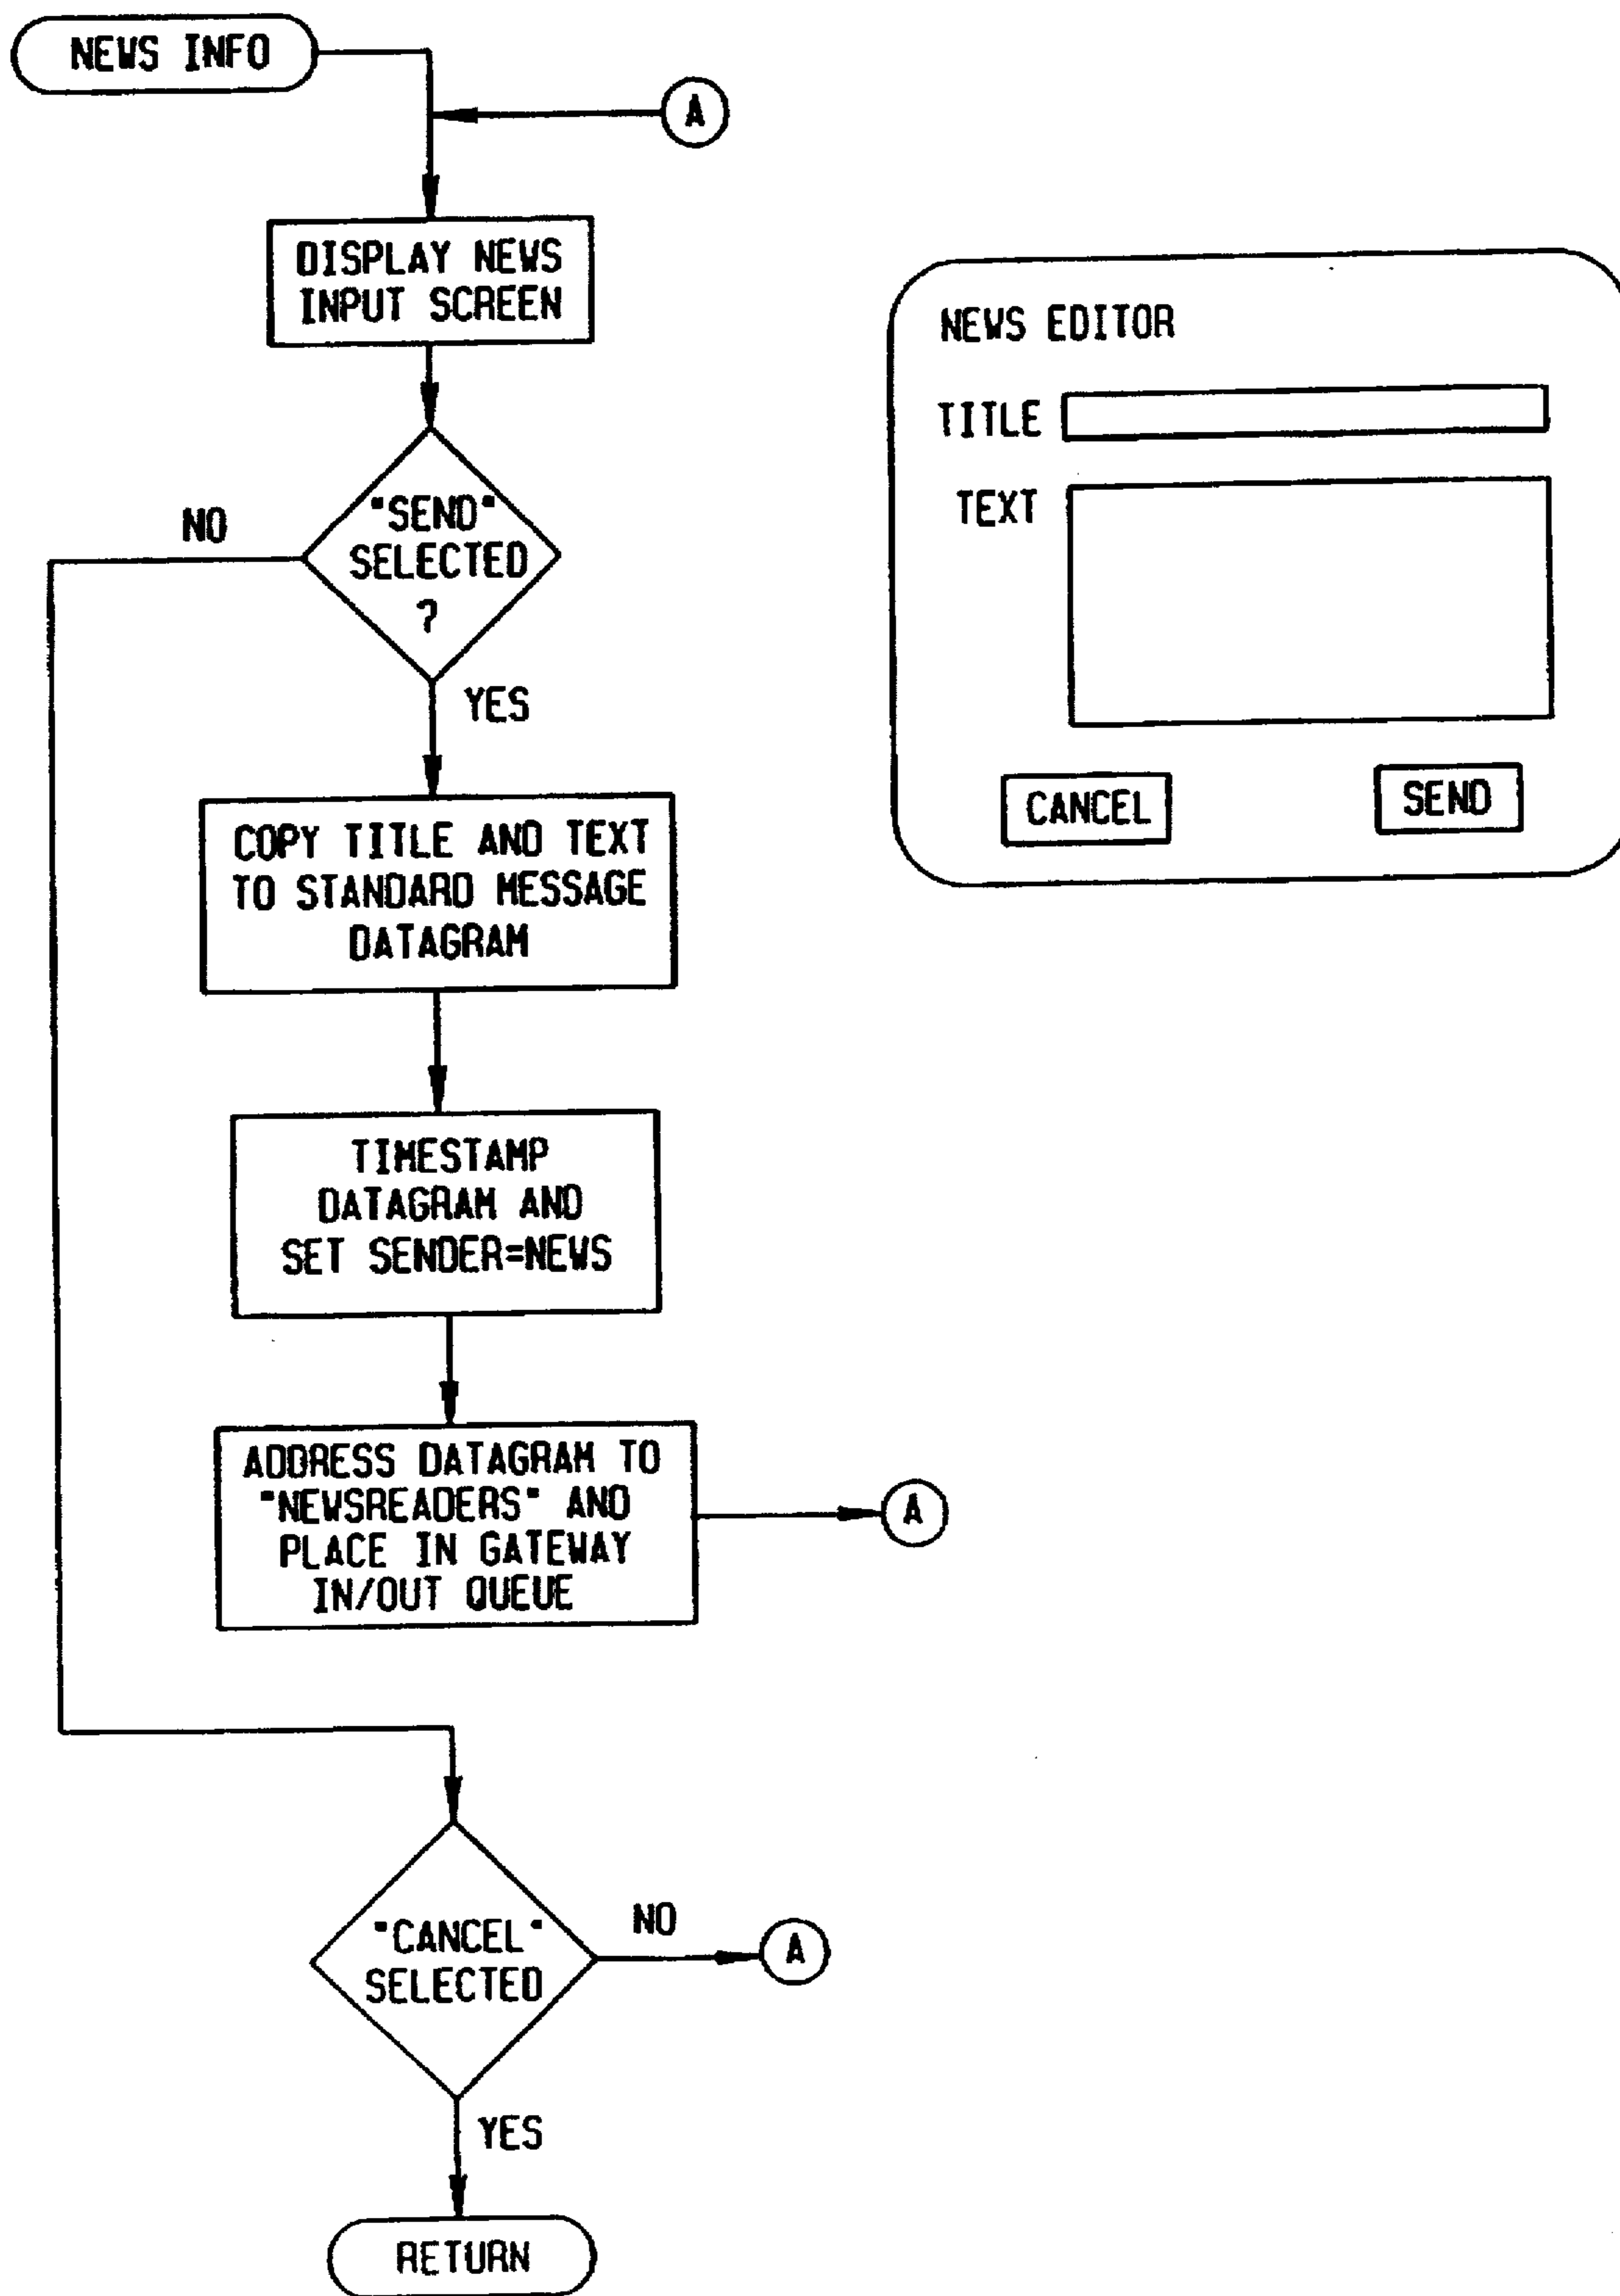 NEWS INFO
A
DISPLAY NEWS
INPUT SCREEN
"SEND"
SELECTED
?
NO
YES
COPY TITLE AND TEXT
TO STANDARD MESSAGE
DATAGRAM
TIMESTAMP
DATAGRAM AND
SET SENDER=NEWS
ADDRESS DATAGRAM TO
"NEWSREADERS" AND
PLACE IN GATEWAY
IN/OUT QUEUE
A
"CANCEL"
SELECTED
NO
A
YES
RETURN
NEWS EDITOR
TITLE
TEXT
CANCEL
SEND